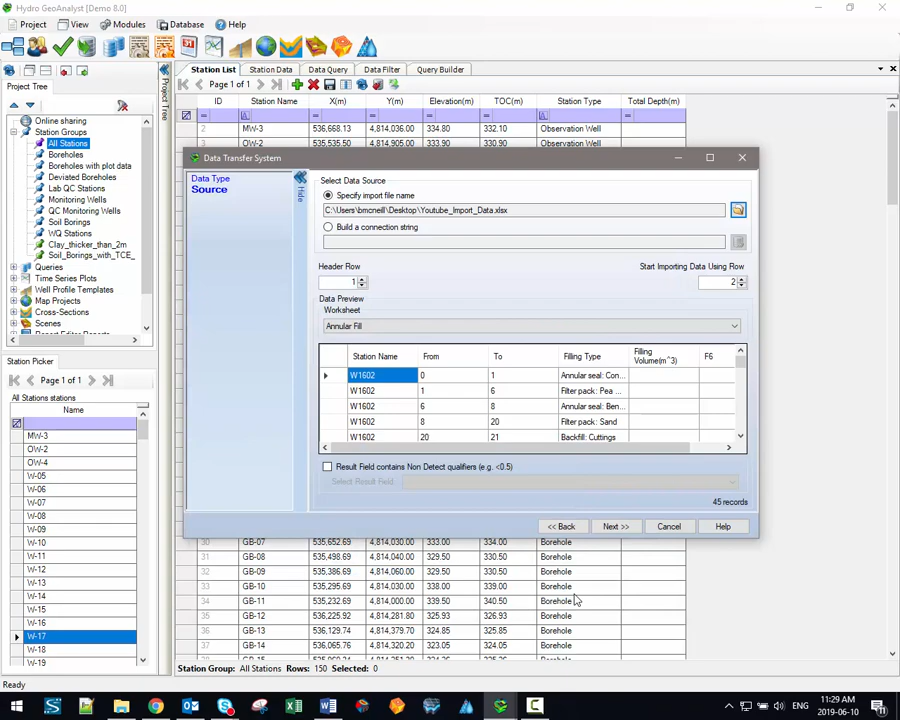 Hydro GeoAnalyst [Demo 8.0]
Project View Modules Database Help
Project Tree
Online sharing
Station Groups
All Stations
Boreholes
Boreholes with plot data
Deviated Boreholes
Lab QC Stations
Monitoring Wells
QC Monitoring Wells
Soil Borings
WQ Stations
Clay_thicker_than_2m
Soil_Borings_with_TCE_
Queries
Time Series Plots
Well Profile Templates
Map Projects
Cross-Sections
Scenes
Station Picker
Page 1 of 1
All Stations stations
Name
MW-3
OW-2
OW-4
W-05
W-06
W-07
W-08
W-09
W-10
W-11
W-12
W-13
W-14
W-15
W-16
W-17
W-18
W-19
Project Tree
Station List Station Data Data Query Data Filter Query Builder
Page 1 of 1
ID Station Name X(m) Y(m) Elevation(m) TOC(m) Station Type Total Depth(m)
2 MW-3 536,668.13 4,814,036.00 334.80 332.10 Observation Well
3 OW-2 535,535.50 4,814,905.00 333.90 Observation Well
Data Transfer System
Data Type
Source
Hide
Select Data Source
Specify import file name
C:\Users\bmcneill\Desktop\Youtube_Import_Data.xlsx
Build a connection string
Header Row Start Importing Data Using Row
1 2
Data Preview
Worksheet
Annular Fill
Station Name From To Filling Type Filling Volume(m^3) F6
W1602 0 1 Annular seal: Con...
W1602 1 6 Filter pack: Pea ...
W1602 6 8 Annular seal: Ben...
W1602 8 20 Filter pack: Sand
W1602 20 21 Backfill: Cuttings
Result Field contains Non Detect qualifiers (e.g. <0.5)
Select Result Field
45 records
<< Back Next >> Cancel Help
30 GB-07 535,652.69 4,814,030.00 333.00 334.00 Borehole
31 GB-08 535,498.69 4,814,040.00 329.50 330.50 Borehole
32 GB-09 535,386.69 4,814,060.00 329.50 330.50 Borehole
33 GB-10 535,295.69 4,814,030.00 338.00 339.00 Borehole
34 GB-11 535,232.69 4,814,000.00 339.50 340.50 Borehole
35 GB-12 536,225.92 4,814,281.80 325.93 326.93 Borehole
36 GB-13 536,129.74 4,814,379.70 324.85 325.85 Borehole
37 GB-14 536,065.76 4,814,320.20 323.05 324.05 Borehole
Station Group: All Stations Rows: 150 Selected: 0
Ready
ENG
11:29 AM
2019-06-10